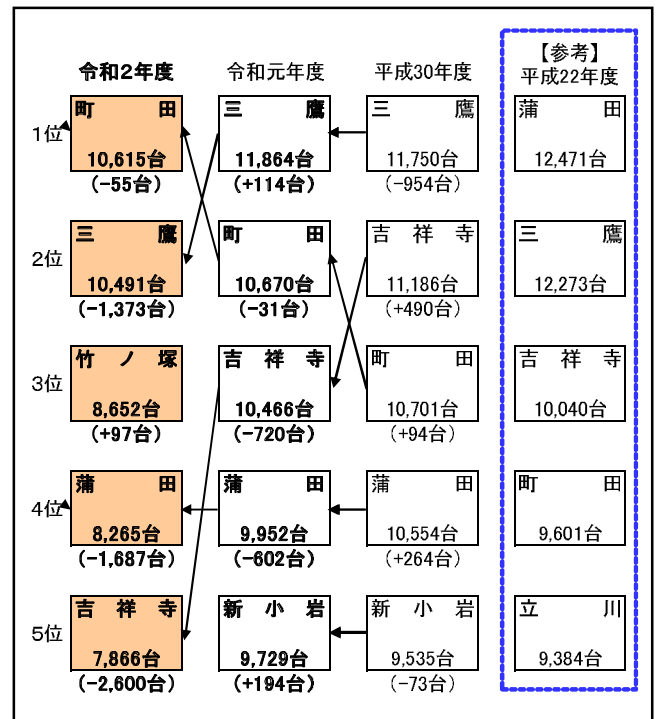 【参考】
令和2年度 令和元年度 平成30年度 平成22年度
1位 町田 三鷹 三鷹 蒲田
10,615台 11,864台 11,750台 12,471台
(-55台) (+114台) (-954台)
2位 三鷹 町田 吉祥寺 三鷹
10,491台 10,670台 11,186台 12,273台
(-1,373台) (-31台) (+490台)
3位 竹ノ塚 吉祥寺 町田 吉祥寺
8,652台 10,466台 10,701台 10,040台
(+97台) (-720台) (+94台)
4位 蒲田 蒲田 蒲田 町田
8,265台 9,952台 10,554台 9,601台
(-1,687台) (-602台) (+264台)
5位 吉祥寺 新小岩 新小岩 立川
7,866台 9,729台 9,535台 9,384台
(-2,600台) (+194台) (-73台)